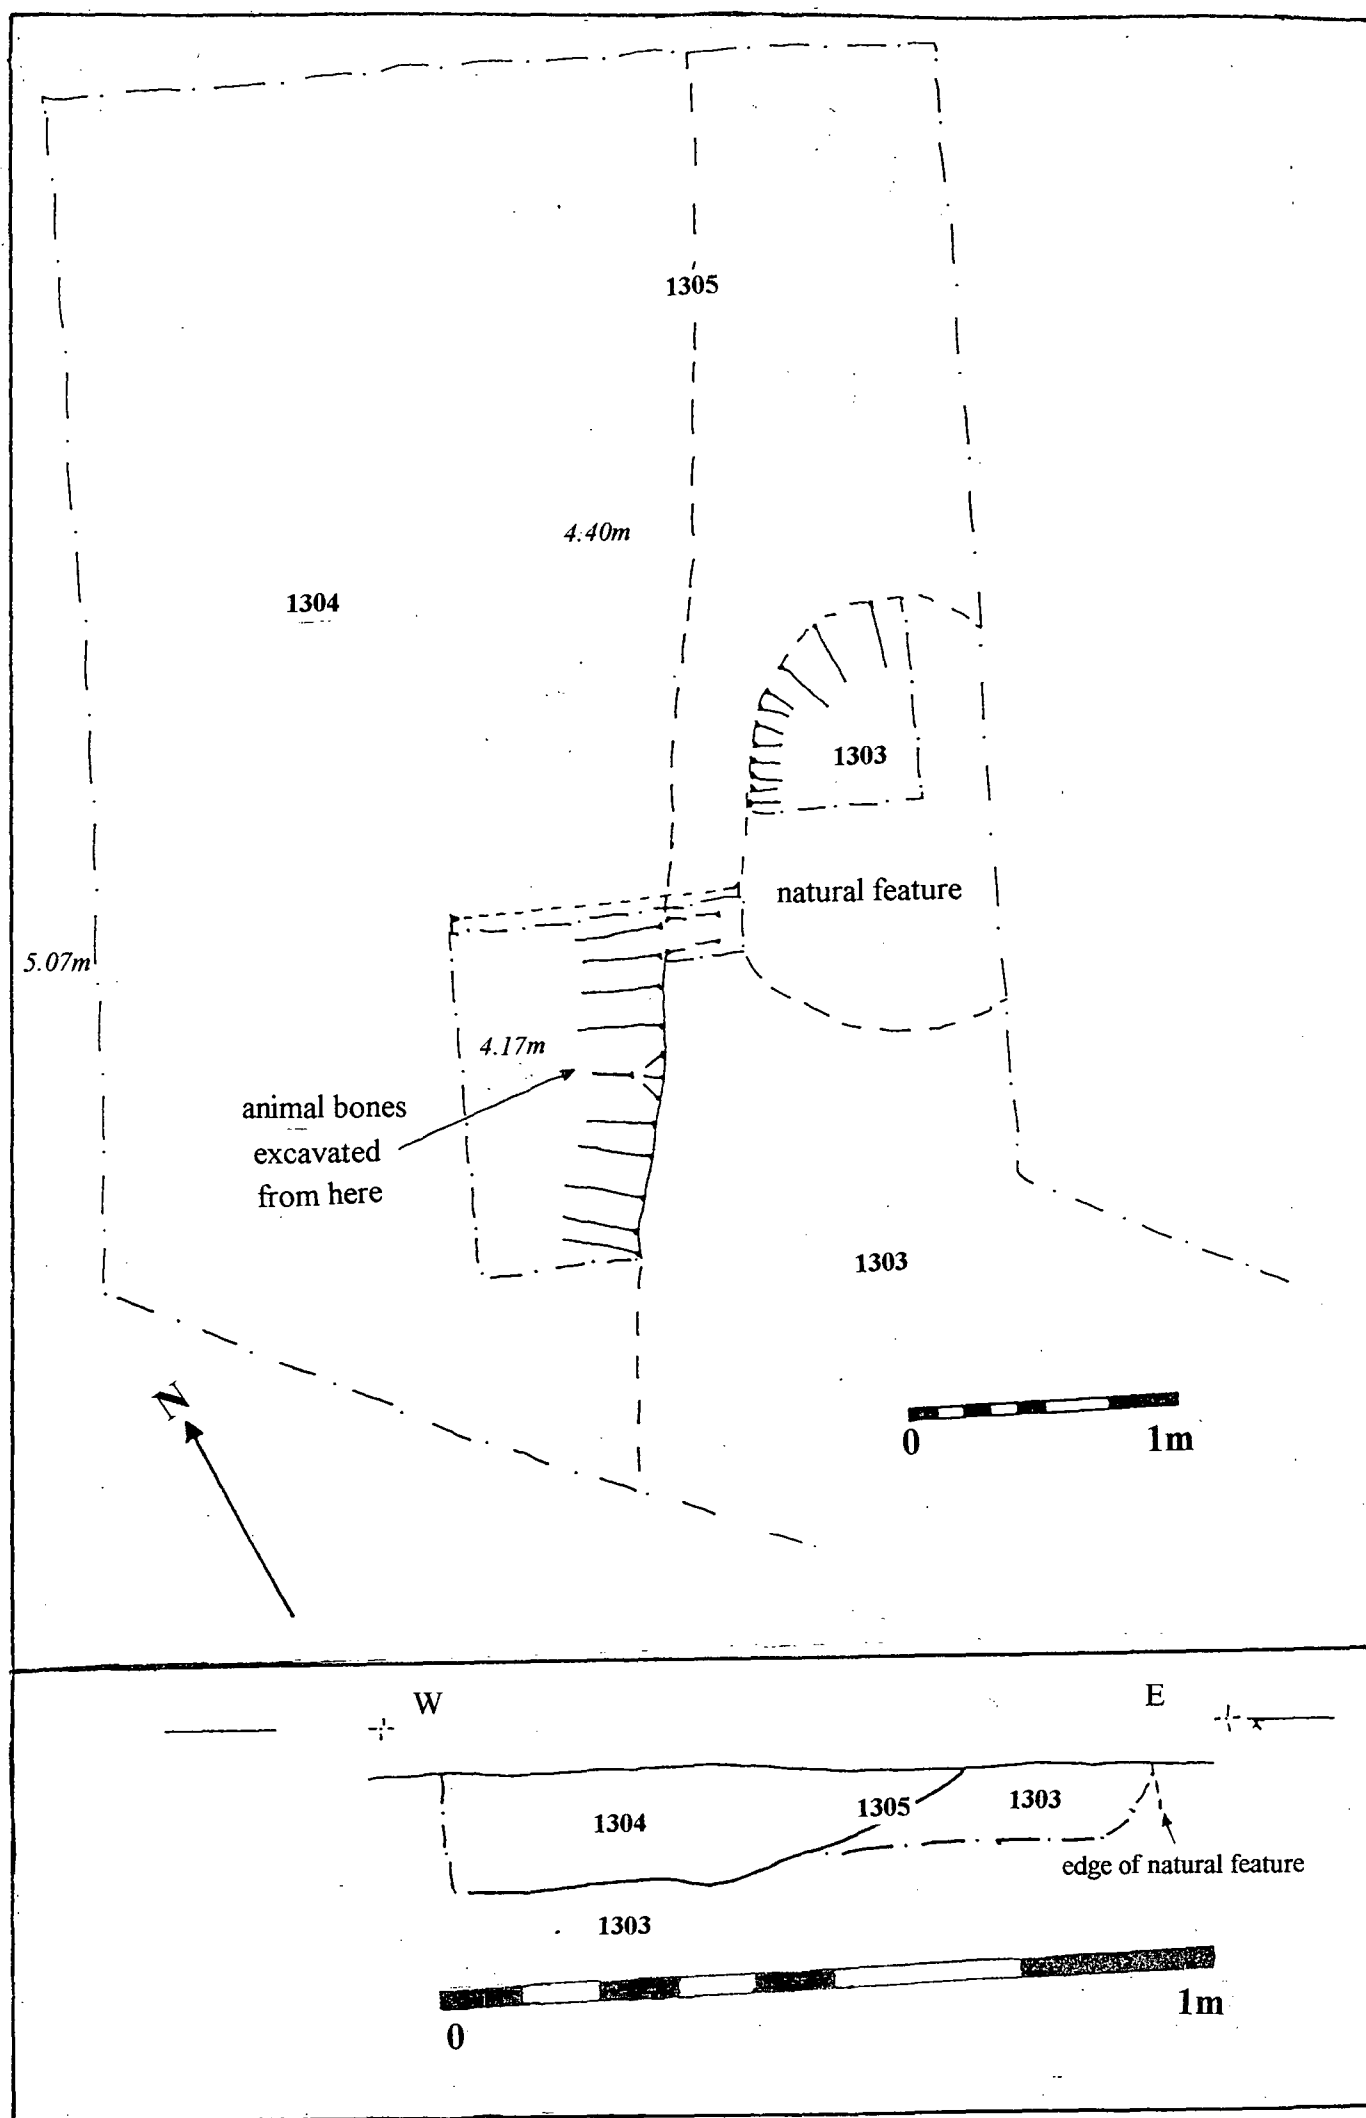 1305
4.40m
1304
1303
natural feature
5.07m
4.17m
animal bones
excavated
from here
1303
N
0 1m
W E
1304 1305 1303
edge of natural feature
1303
0 1m